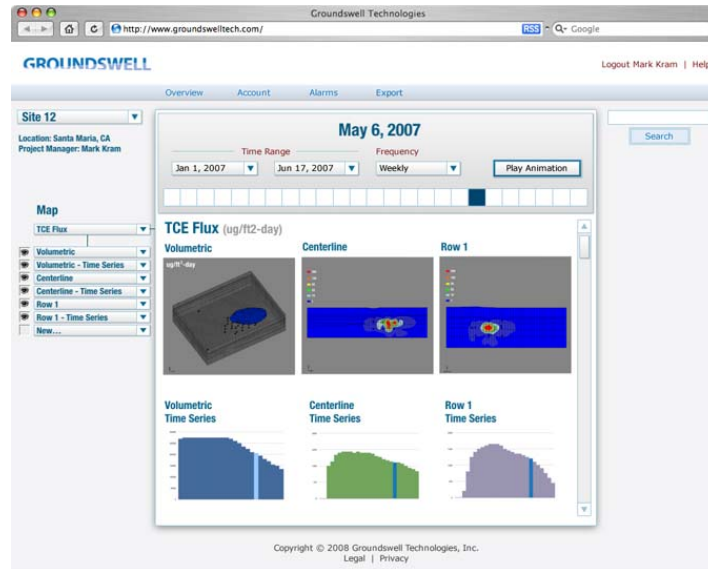 Groundswell Technologies
http://www.groundswelltech.com/
RSS
Q- Google
GROUNDSWELL
Logout Mark Kram | Help
Overview Account Alarms Export
Site 12
Location: Santa Maria, CA
Project Manager: Mark Kram
May 6, 2007
Time Range Frequency
Jan 1, 2007 Jun 17, 2007 Weekly Play Animation
Search
Map
TCE Flux
Volumetric
Volumetric - Time Series
Centerline
Centerline - Time Series
Row 1
Row 1 - Time Series
New...
TCE Flux (ug/ft2-day)
Volumetric Centerline Row 1
ug/ft²-day
Volumetric
Time Series
Centerline
Time Series
Row 1
Time Series
Copyright © 2008 Groundswell Technologies, Inc.
Legal | Privacy